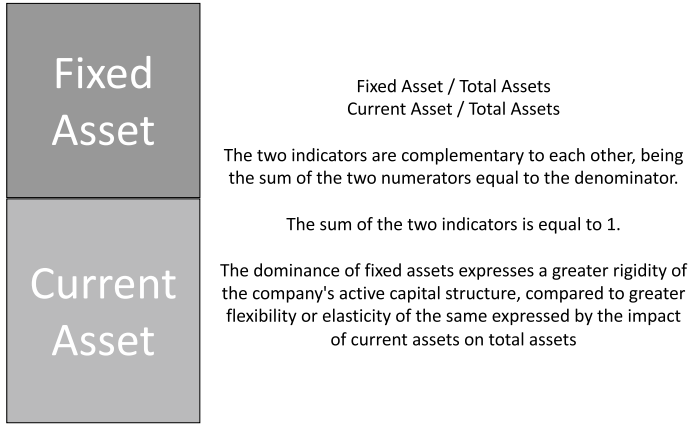 Fixed
Asset
Current
Asset
Fixed Asset / Total Assets
Current Asset / Total Assets
The two indicators are complementary to each other, being
the sum of the two numerators equal to the denominator.
The sum of the two indicators is equal to 1.
The dominance of fixed assets expresses a greater rigidity of
the company's active capital structure, compared to greater
flexibility or elasticity of the same expressed by the impact
of current assets on total assets